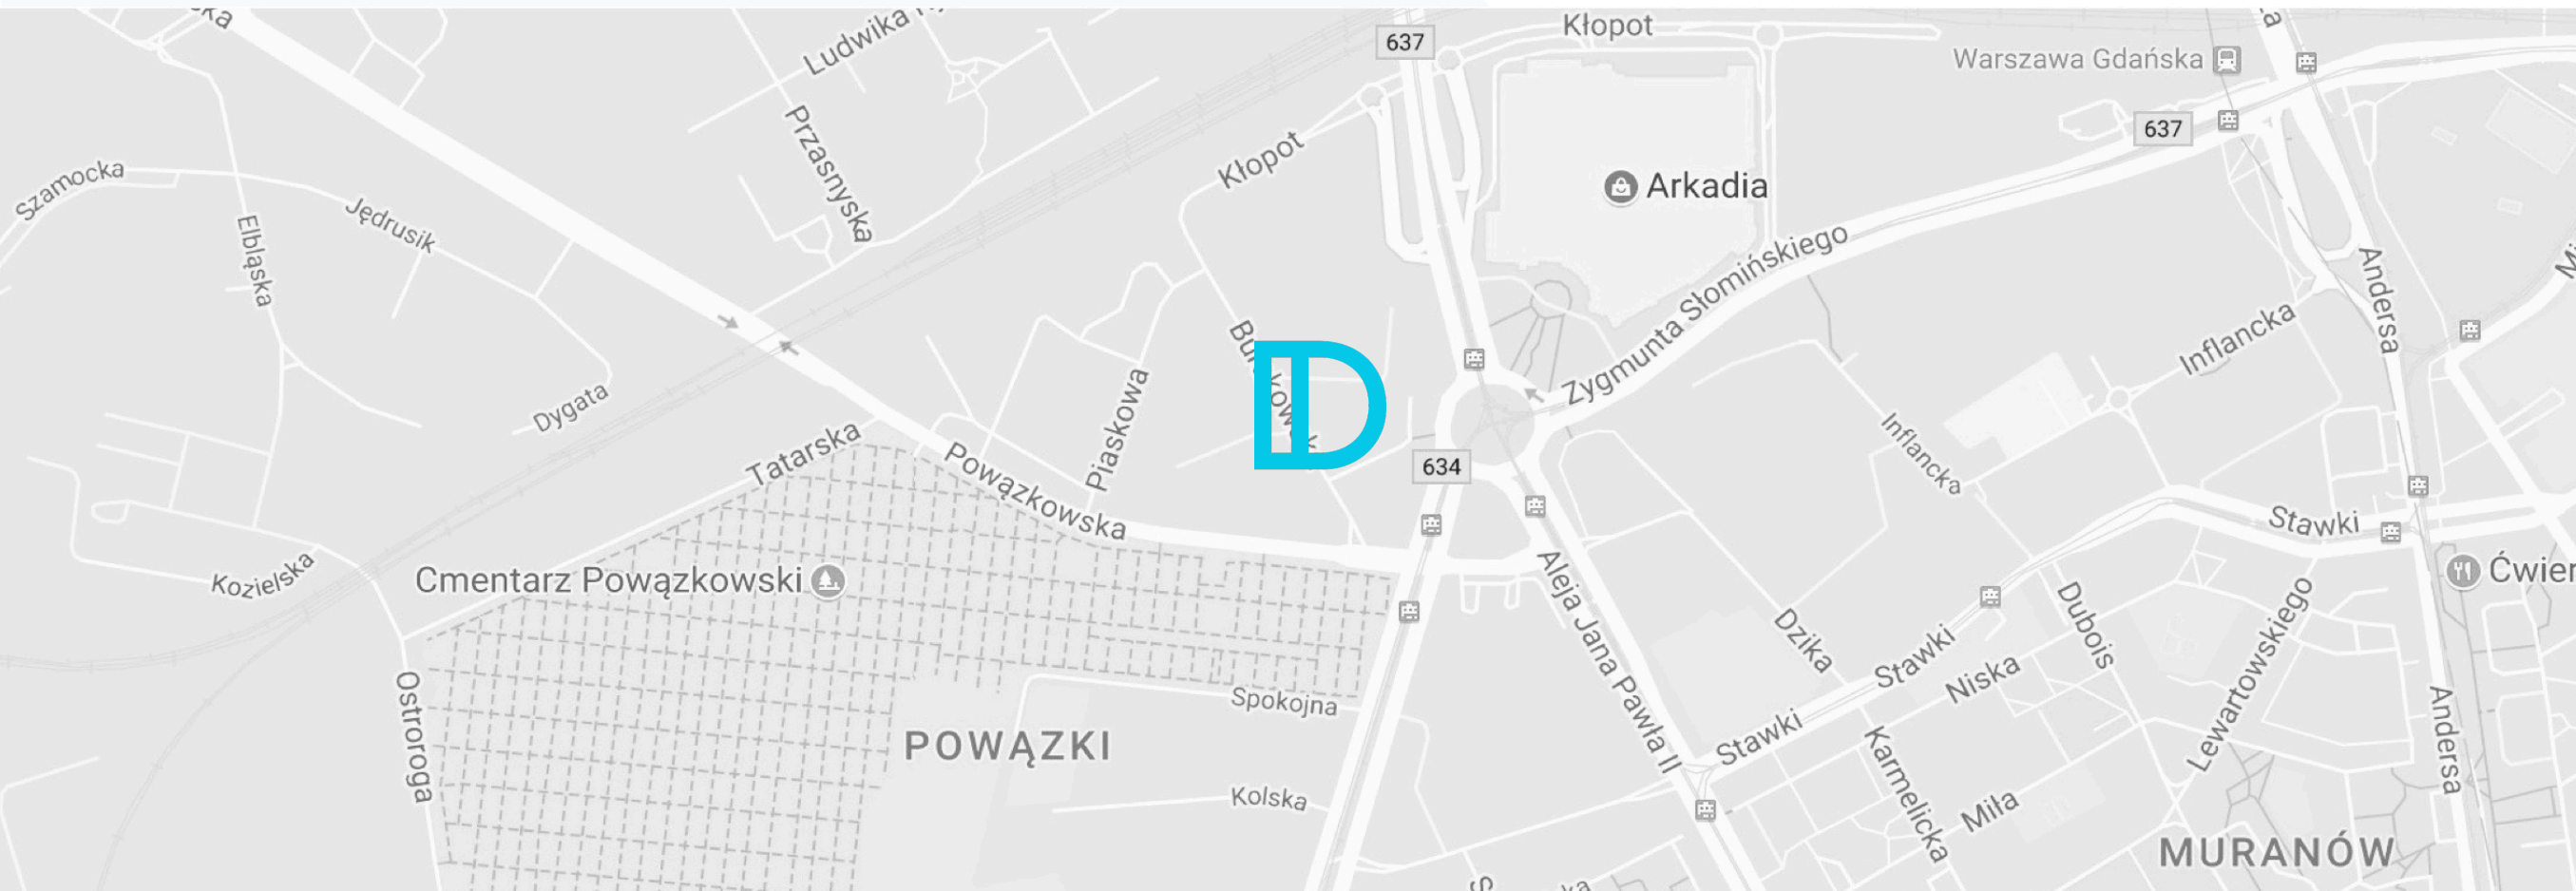 ska
Ludwika
637
Kłopot
Warszawa Gdańska
637
Przasnyska
Kłopot
Szamocka
Arkadia
Jędrusik
Elbląska
Zygmunta Słomińskiego
Andersa
Inflancka
Dygata
Piaskowa
Tatarska
Powązkowska
634
Inflancka
Stawki
Kozielska
Cmentarz Powązkowski
Aleja Jana Pawła II
Dzika
Dubois
Lewartowskiego
Stawki
Niska
Ostroroga
Spokojna
POWĄZKI
Stawki
Karmelicka
Andersa
Kolska
Miła
MURANÓW